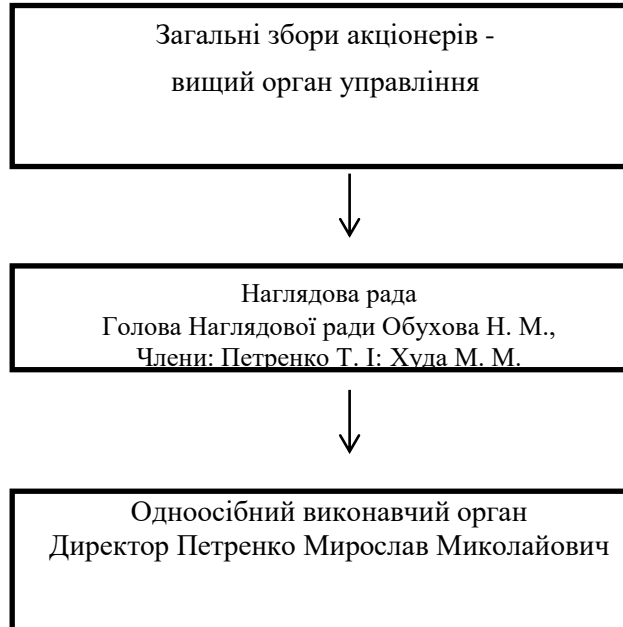 Загальні збори акціонерів -
вищий орган управління
Наглядова рада
Голова Наглядової ради Обухова Н. М.,
Члени: Петренко Т. І: Худа М. М.
Одноосібний виконавчий орган
Директор Петренко Мирослав Миколайович